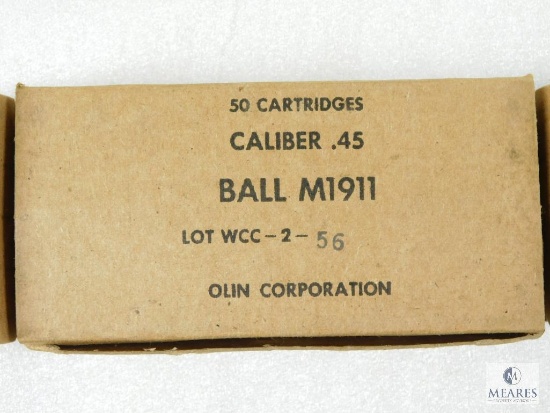 50 CARTRIDGES
CALIBER .45
BALL M1911
LOT WCC-2-56
OLIN CORPORATION
MEARES